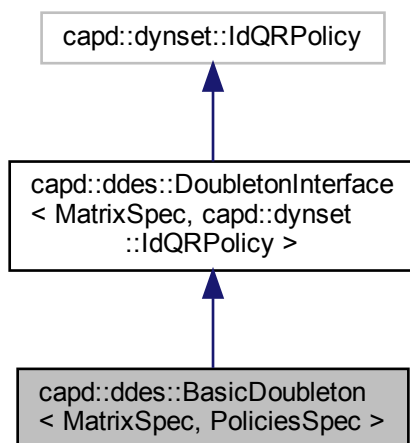 capd::dynset::IdQRPolicy
capd::ddes::DoubletonInterface
< MatrixSpec, capd::dynset
::IdQRPolicy >
capd::ddes::BasicDoubleton
< MatrixSpec, PoliciesSpec >